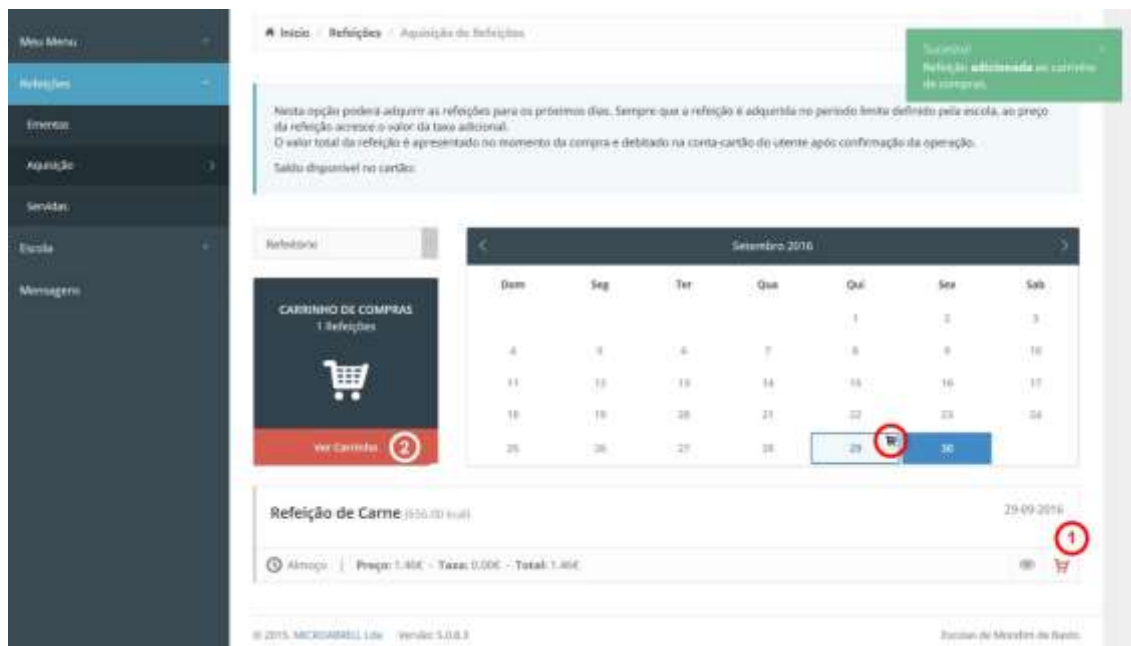 Meu Menu
Início / Refeições / Aquisição de Refeições
Sucesso!
Refeição adicionada ao carrinho
de compras.
Refeições
Ementas
Aquisição
Servidas
Escola
Mensagens
Nesta opção poderá adquirir as refeições para os próximos dias. Sempre que a refeição é adquirida no período limite definido pela escola, ao preço
da refeição acresce o valor da taxa adicional.
O valor total da refeição é apresentado no momento da compra e debitado na conta-cartão do utente após confirmação da operação.
Saldo disponível no cartão:
Refeitório
Setembro 2016
CARRINHO DE COMPRAS
1 Refeições
Ver Carrinho 2
Dom Seg Ter Qua Qui Sex Sab
1 2 3
4 5 6 7 8 9 10
11 12 13 14 15 16 17
18 19 20 21 22 23 24
25 26 27 28 29 30
Refeição de Carne (656.00 kcal)
29-09-2016
1
Almoço | Preço: 1.46€ - Taxa: 0.00€ - Total: 1.46€
© 2015, MICROABREU, Lda Versão: 5.0.8.3
Escolas de Mondim de Basto